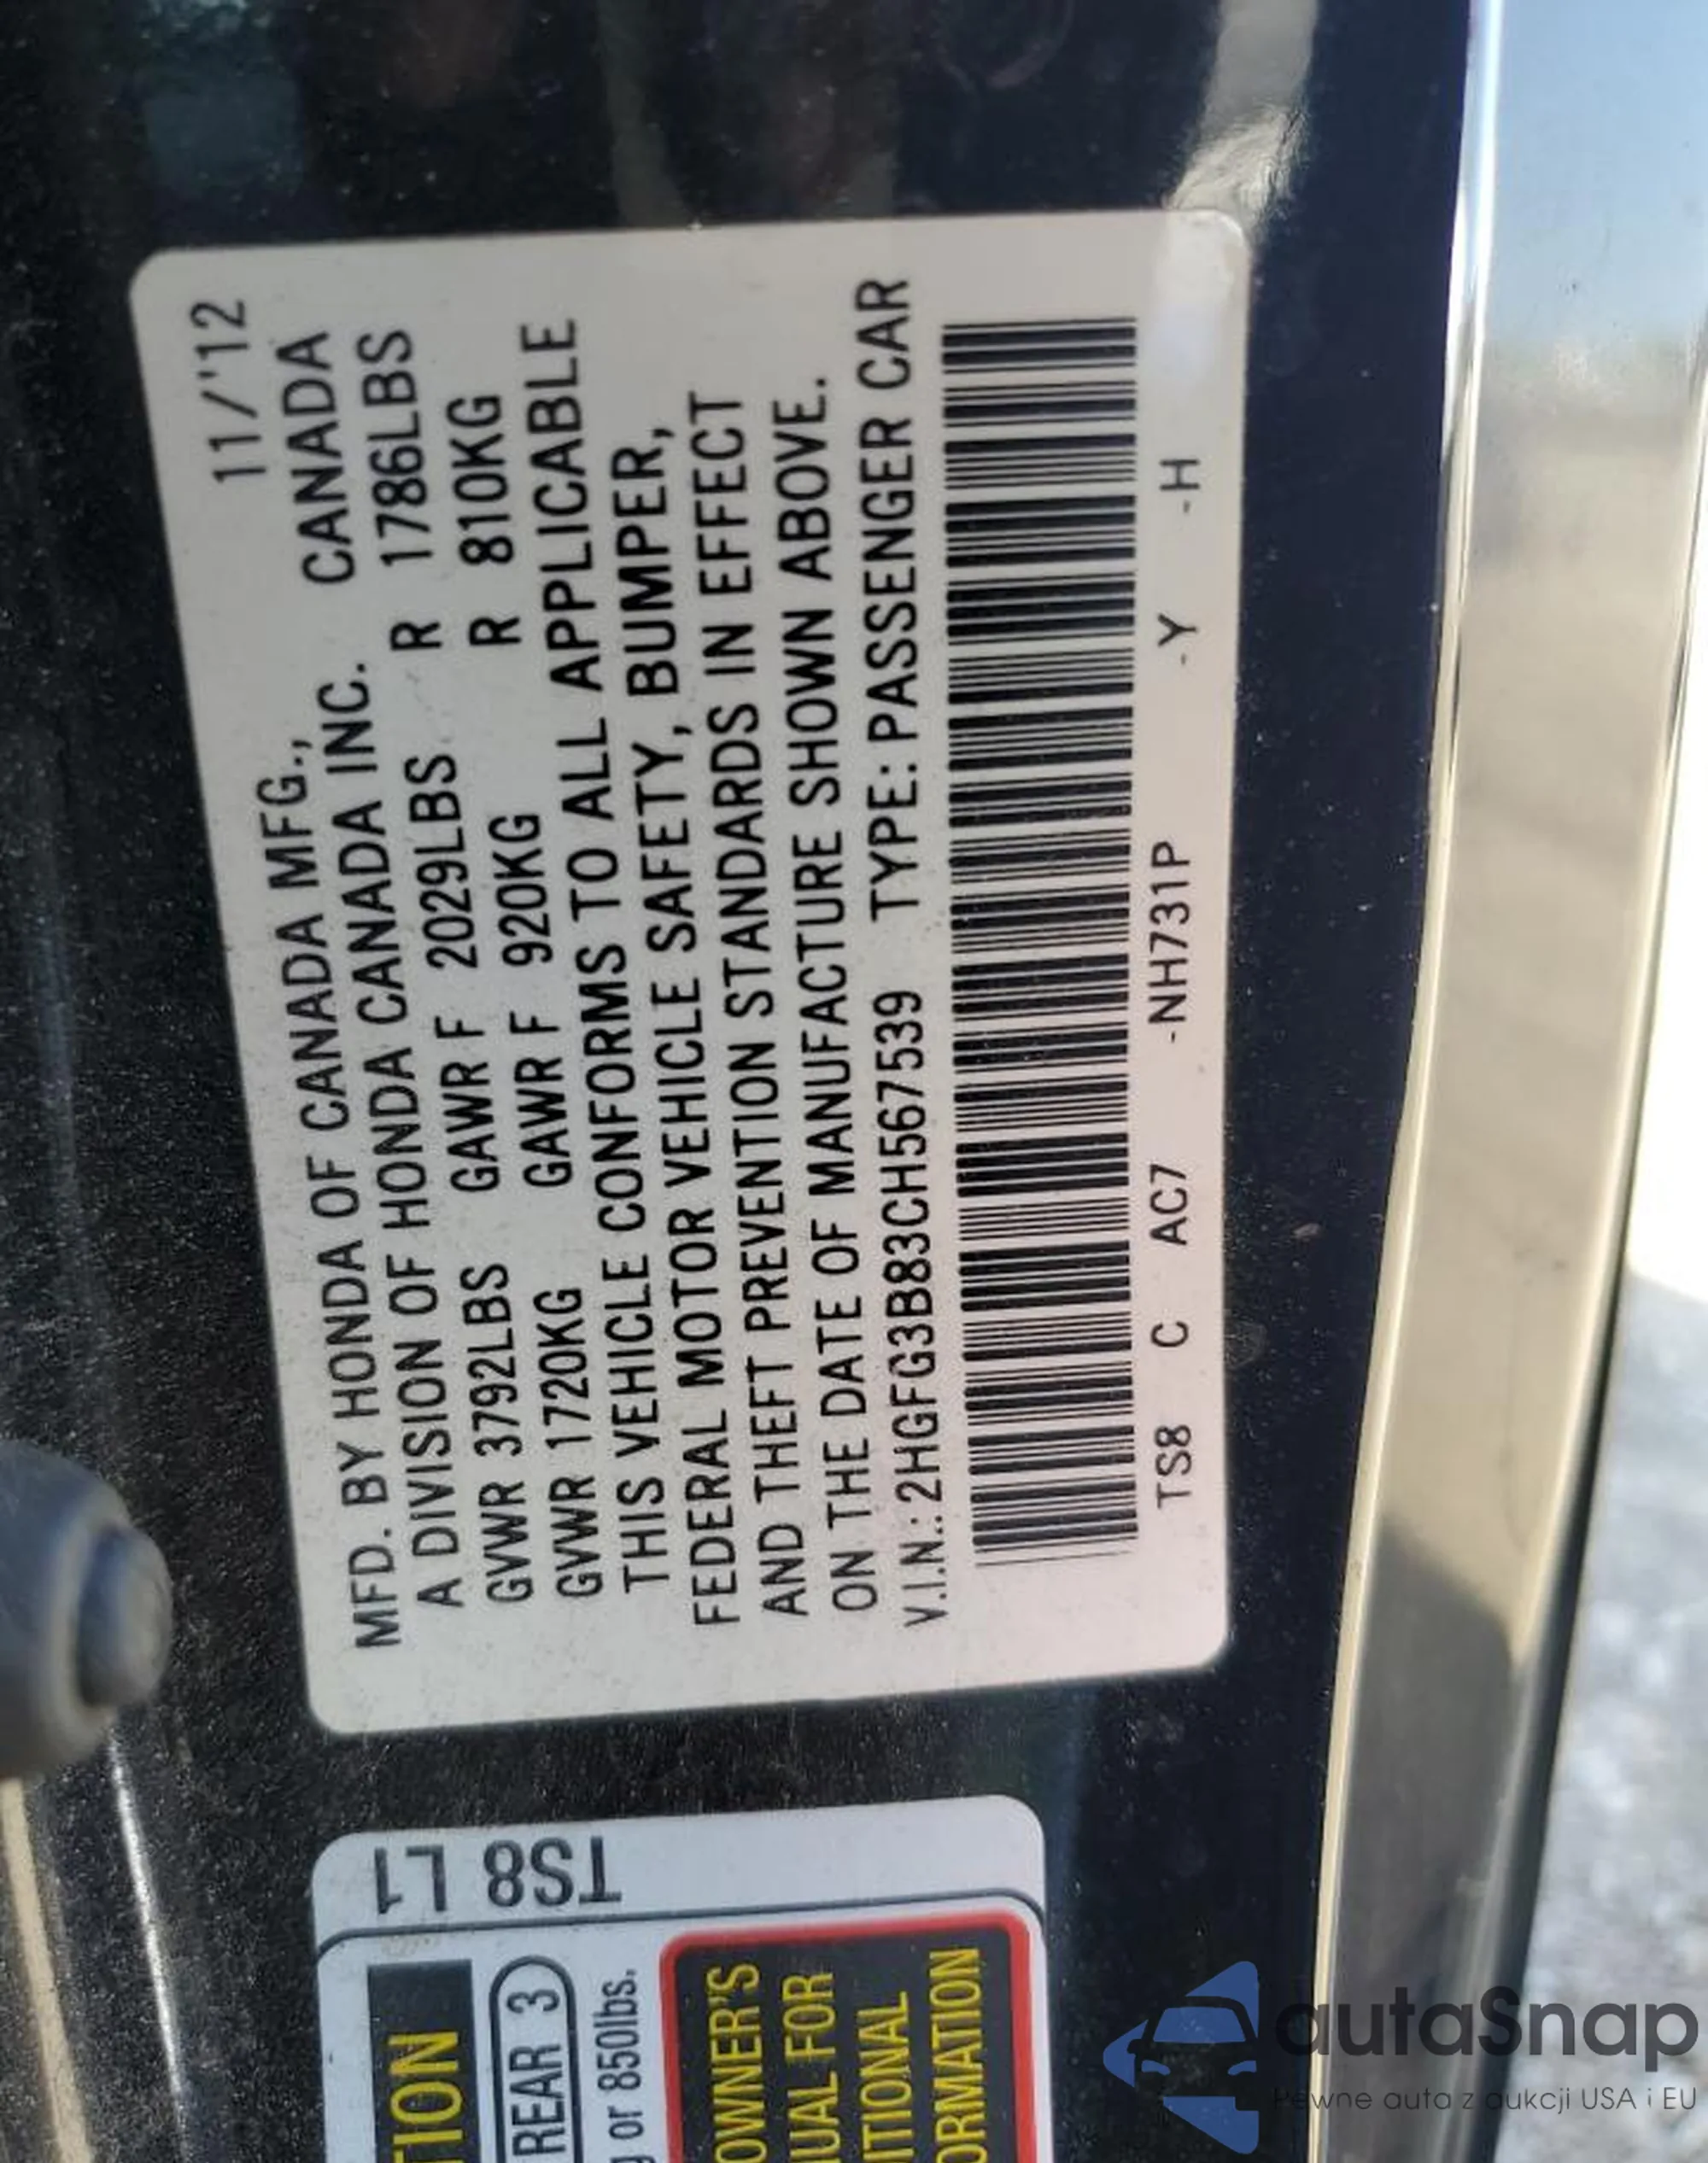 11/'12
MFD. BY HONDA OF CANADA MFG.,
A DIVISION OF HONDA CANADA INC. CANADA
GVWR 3792LBS GAWR F 2029LBS R 1786LBS
GVWR 1720KG GAWR F 920KG R 810KG
THIS VEHICLE CONFORMS TO ALL APPLICABLE
FEDERAL MOTOR VEHICLE SAFETY, BUMPER,
AND THEFT PREVENTION STANDARDS IN EFFECT
ON THE DATE OF MANUFACTURE SHOWN ABOVE.
V.I.N.: 2HGFG3B83CH567539 TYPE: PASSENGER CAR
TS8 C AC7 -NH731P -Y -H
TS8 L1
TION
REAR 3
or 850lbs.
OWNER'S
UAL FOR
ITIONAL
ORMATION
autaSnap
Pewne auta z aukcji USA i EU